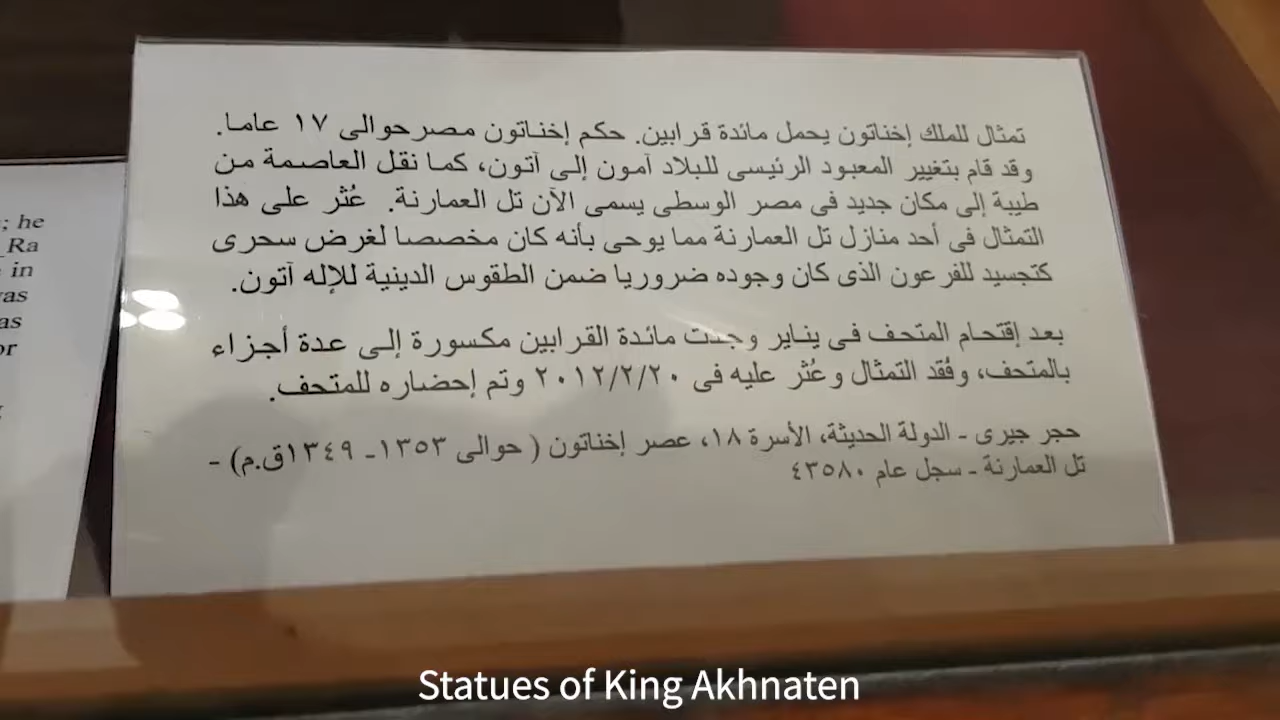 تمثال للملك إخناتون يحمل مائدة قرابين. حكم إخناتون مصر حوالى ١٧ عاما.
وقد قام بتغيير المعبود الرئيسى للبلاد آمون إلى آتون، كما نقل العاصمة من
طيبة إلى مكان جديد فى مصر الوسطى يسمى الآن تل العمارنة. عُثر على هذا
التمثال فى أحد منازل تل العمارنة مما يوحى بأنه كان مخصصا لغرض سحرى
كتجسيد للفرعون الذى كان وجوده ضروريا ضمن الطقوس الدينية للإله آتون.
بعد إقتحام المتحف فى يناير وجدت مائدة القرابين مكسورة إلى عدة أجزاء
بالمتحف، وفُقد التمثال وعُثر عليه فى ٢٠١٢/٢/٢٠ وتم إحضاره للمتحف.
حجر جيرى - الدولة الحديثة، الأسرة ١٨، عصر إخناتون ( حوالى ١٣٥٣- ١٣٤٩ق.م) -
تل العمارنة - سجل عام ٤٣٥٨٠
; he
Ra
in
as
or
Statues of King Akhnaten